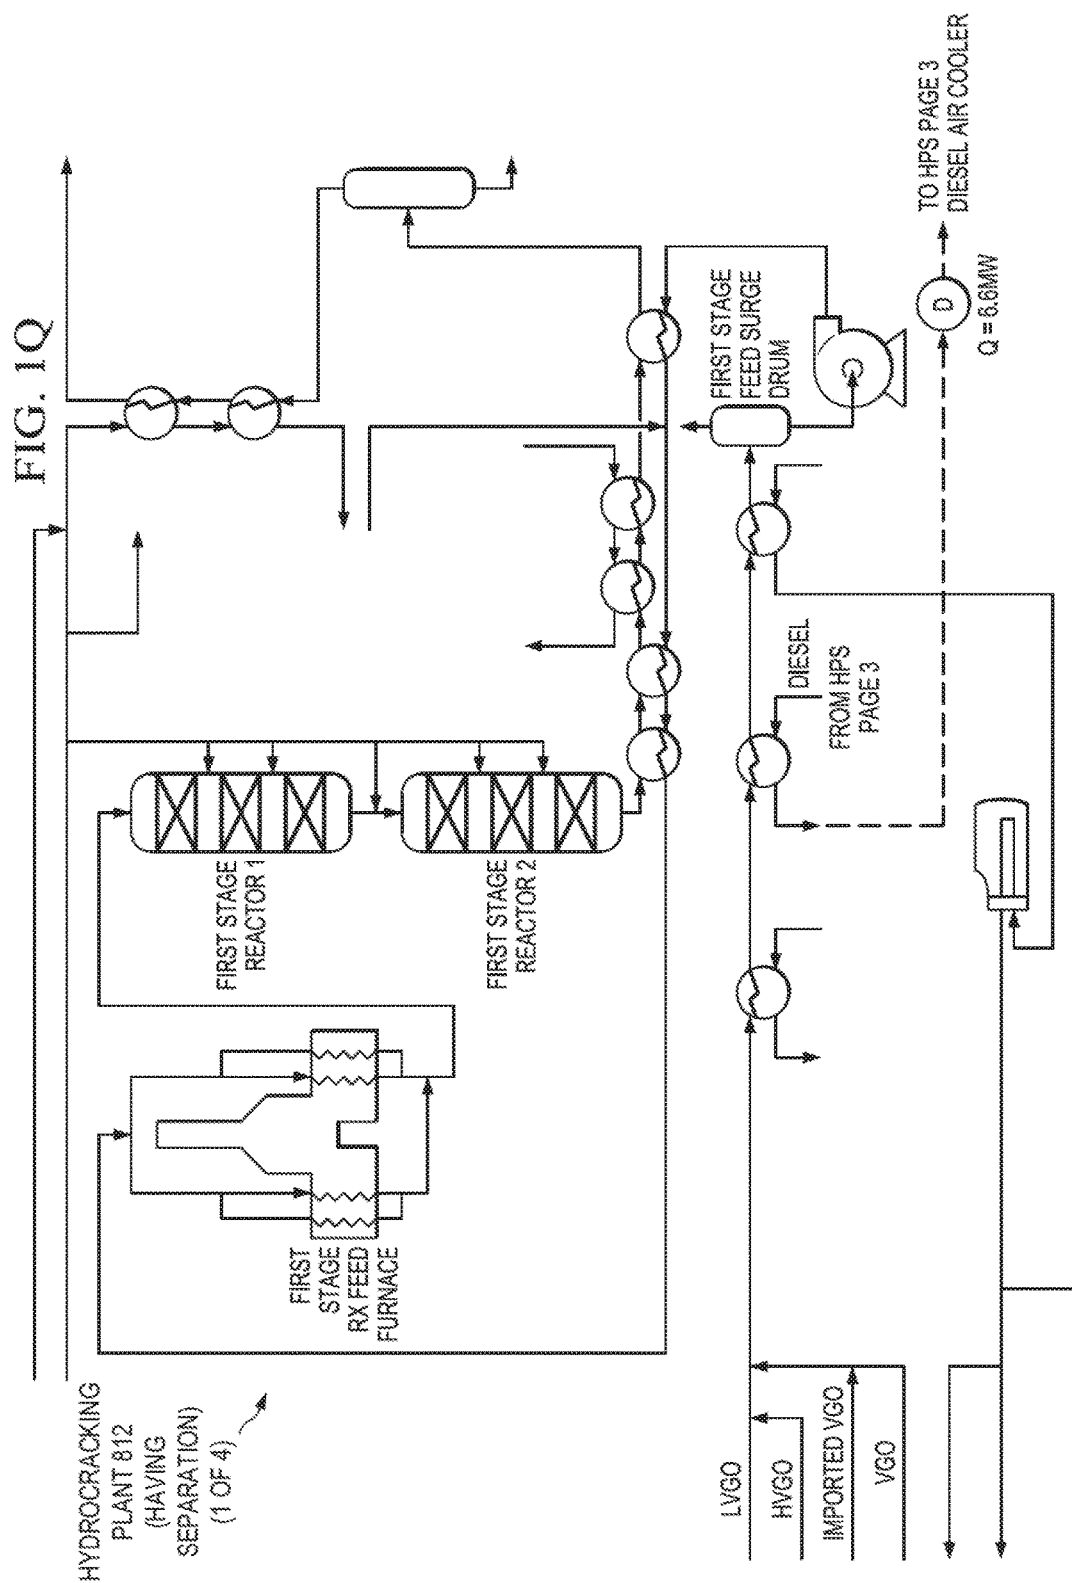 FIG. 1Q
HYDROCRACKING
PLANT 812
(HAVING
SEPARATION)
(1 OF 4)
FIRST
STAGE
RX FEED
FURNACE
FIRST STAGE
REACTOR 1
FIRST STAGE
REACTOR 2
FIRST STAGE
FEED SURGE
DRUM
LVGO
HVGO
IMPORTED VGO
VGO
DIESEL
FROM HPS
PAGE 3
D
Q = 6.6MW
TO HPS PAGE 3
DIESEL AIR COOLER